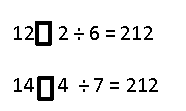 12□ 2 ÷ 6 = 212
14□ 4 ÷ 7 = 212